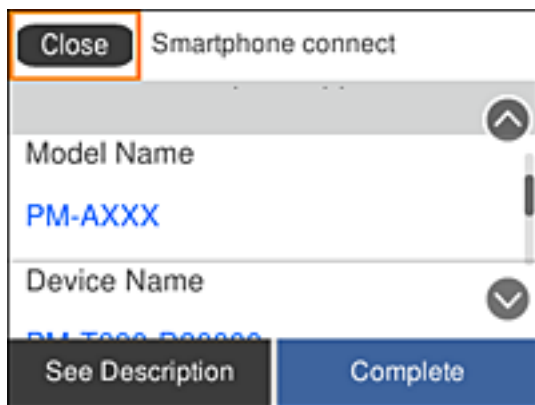 Close
Smartphone connect
Model Name
PM-AXXX
Device Name
See Description
Complete